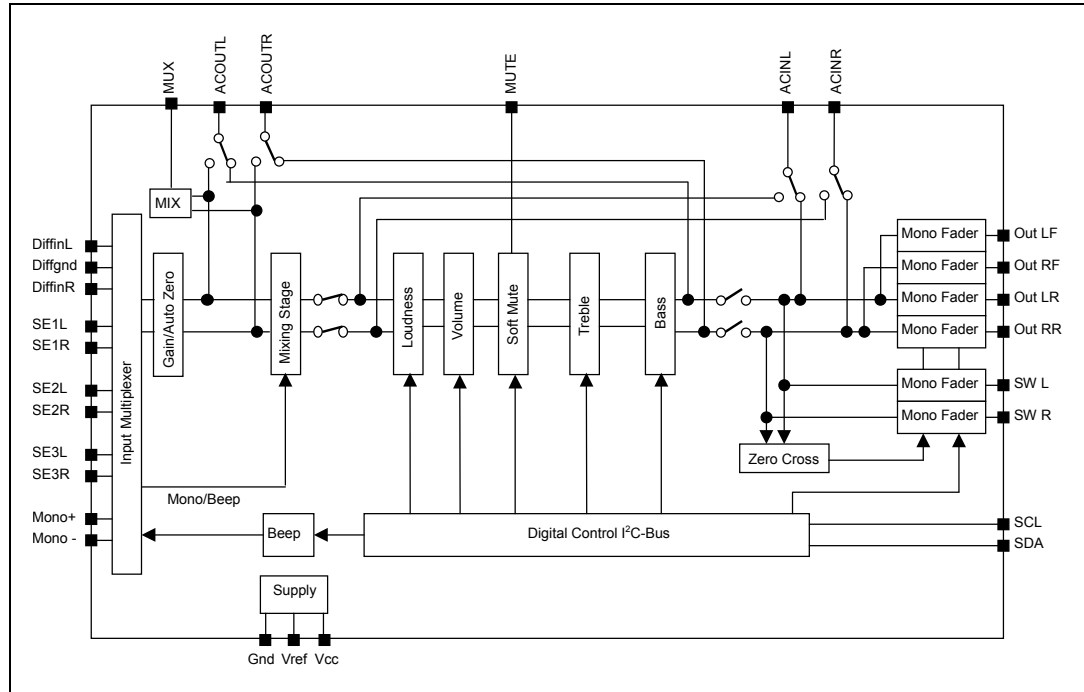 MUX
ACOUTL
ACOUTR
MUTE
ACINL
ACINR
MIX
DiffinL
Diffgnd
DiffinR
SE1L
SE1R
SE2L
SE2R
SE3L
SE3R
Mono+
Mono -
Input Multiplexer
Gain/Auto Zero
Mixing Stage
Loudness
Volume
Soft Mute
Treble
Bass
Mono Fader
Mono Fader
Mono Fader
Mono Fader
Mono Fader
Mono Fader
Out LF
Out RF
Out LR
Out RR
SW L
SW R
Zero Cross
Mono/Beep
Beep
Digital Control I²C-Bus
SCL
SDA
Supply
Gnd
Vref
Vcc